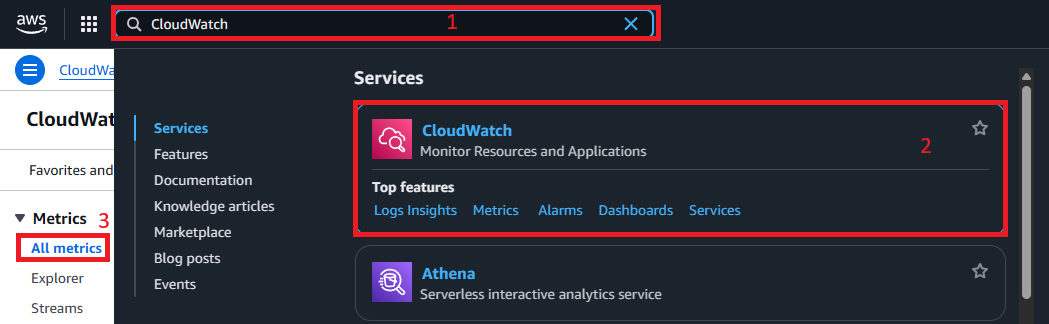 aws
CloudWatch
1
CloudWa
CloudWat
Favorites and
Metrics
3
All metrics
Explorer
Streams
Services
Features
Documentation
Knowledge articles
Marketplace
Blog posts
Events
Services
CloudWatch
Monitor Resources and Applications
2
Top features
Logs Insights Metrics Alarms Dashboards Services
Athena
Serverless interactive analytics service